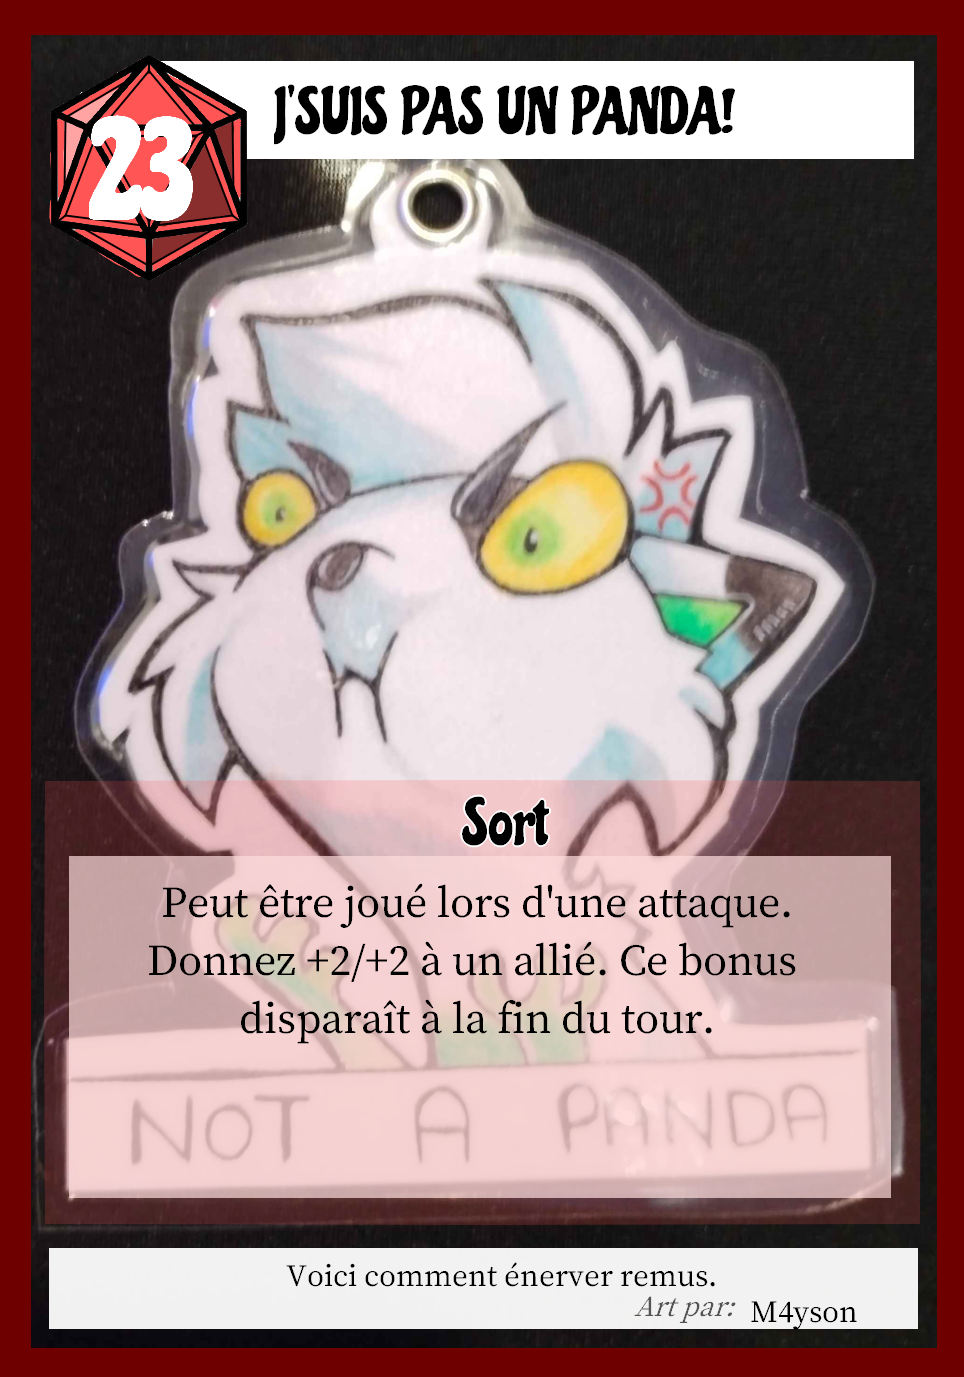 23
J'SUIS PAS UN PANDA!
Sort
Peut être joué lors d'une attaque.
Donnez +2/+2 à un allié. Ce bonus
disparaît à la fin du tour.
NOT A PANDA
Voici comment énerver remus.
Art par: M4yson